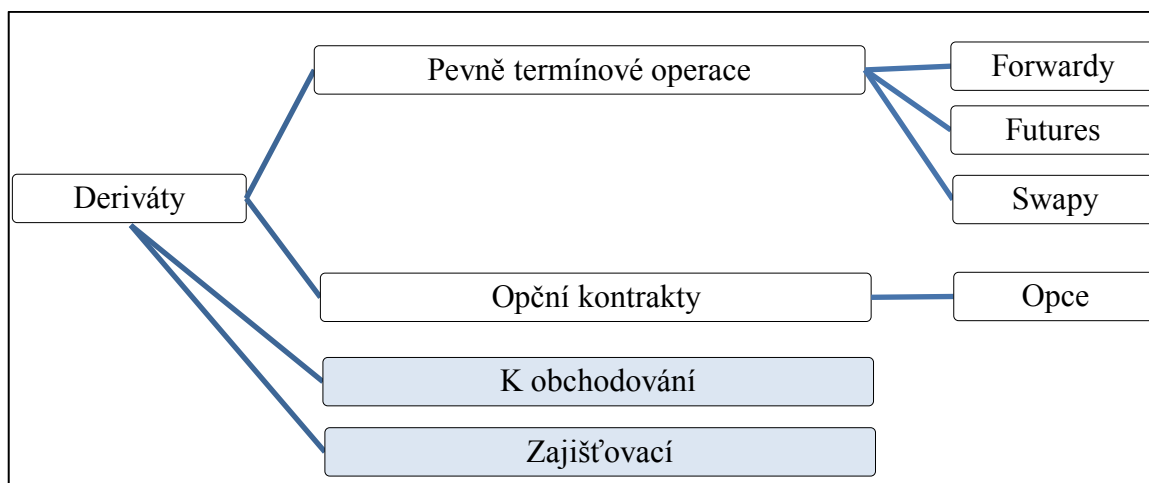 Deriváty
Pevně termínové operace
Forwardy
Futures
Swapy
Opční kontrakty
Opce
K obchodování
Zajišťovací